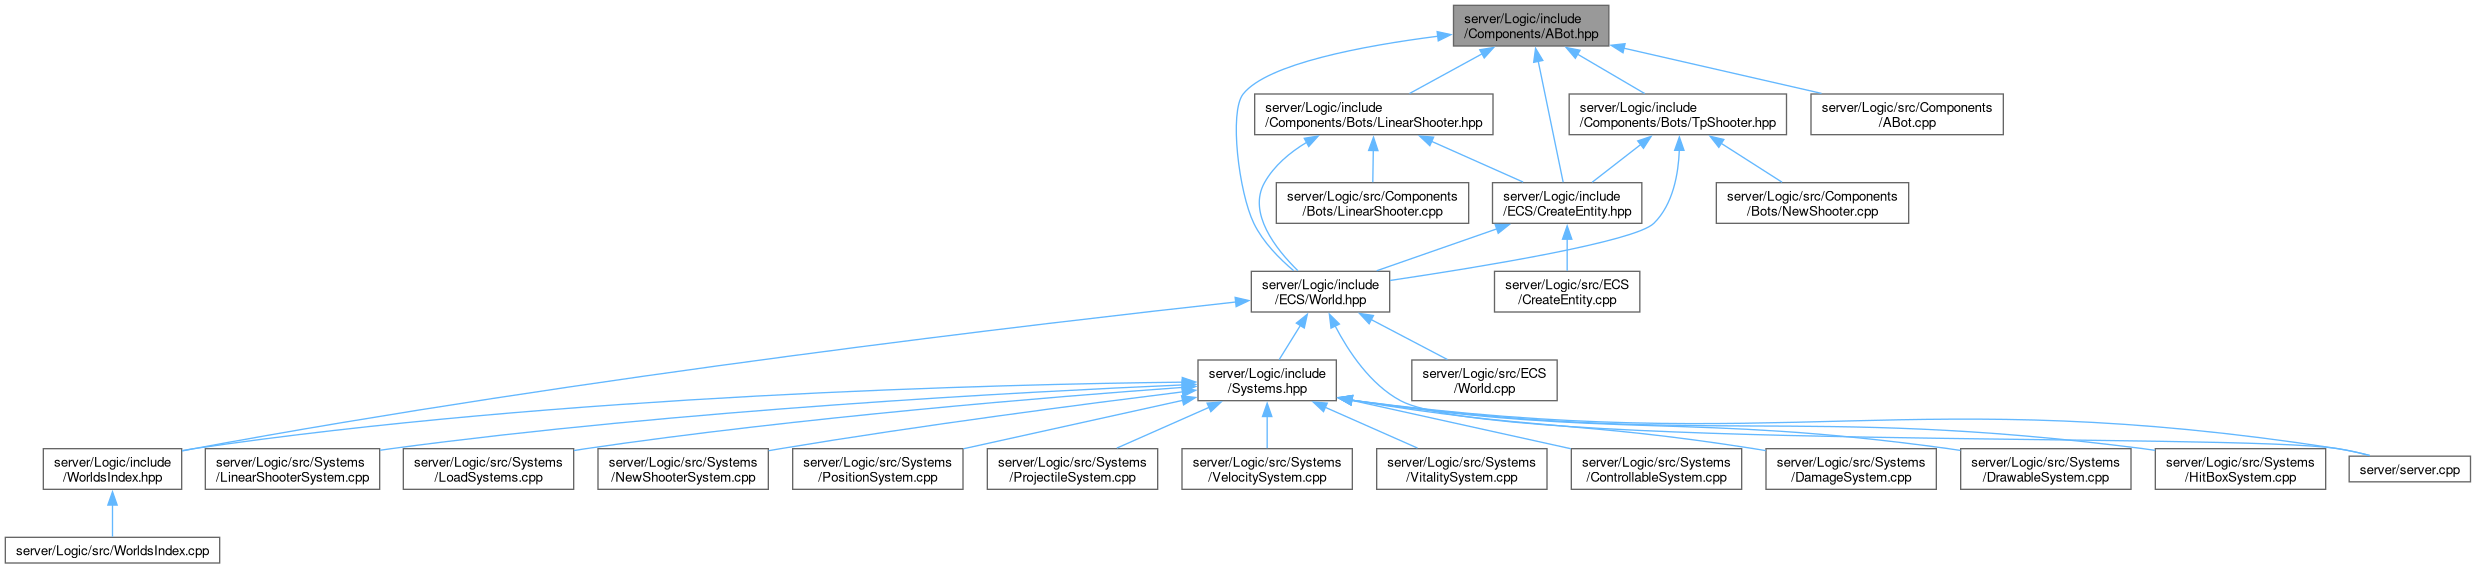 server/Logic/include
/Components/ABot.hpp
server/Logic/include
/Components/Bots/LinearShooter.hpp
server/Logic/include
/Components/Bots/TpShooter.hpp
server/Logic/src/Components
/ABot.cpp
server/Logic/src/Components
/Bots/LinearShooter.cpp
server/Logic/include
/ECS/CreateEntity.hpp
server/Logic/src/Components
/Bots/NewShooter.cpp
server/Logic/include
/ECS/World.hpp
server/Logic/src/ECS
/CreateEntity.cpp
server/Logic/include
/Systems.hpp
server/Logic/src/ECS
/World.cpp
server/Logic/include
/WorldsIndex.hpp
server/Logic/src/Systems
/LinearShooterSystem.cpp
server/Logic/src/Systems
/LoadSystems.cpp
server/Logic/src/Systems
/NewShooterSystem.cpp
server/Logic/src/Systems
/PositionSystem.cpp
server/Logic/src/Systems
/ProjectileSystem.cpp
server/Logic/src/Systems
/VelocitySystem.cpp
server/Logic/src/Systems
/VitalitySystem.cpp
server/Logic/src/Systems
/ControllableSystem.cpp
server/Logic/src/Systems
/DamageSystem.cpp
server/Logic/src/Systems
/DrawableSystem.cpp
server/Logic/src/Systems
/HitBoxSystem.cpp
server/server.cpp
server/Logic/src/WorldsIndex.cpp